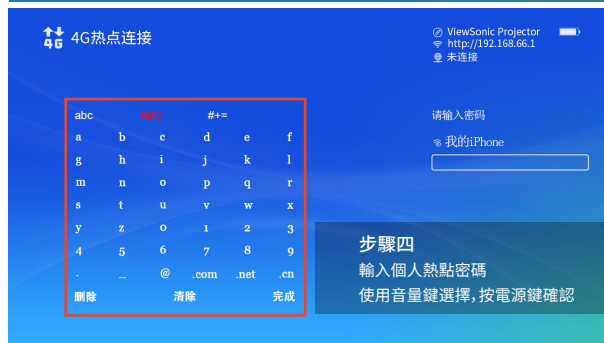 4G 4G热点连接
ViewSonic Projector
http://192.168.66.1
未连接
abc ABC #+=
a b c d e f
g h i j k l
m n o p q r
s t u v w x
y z 0 1 2 3
4 5 6 7 8 9
. _ @ .com .net .cn
删除 清除 完成
请输入密码
我的iPhone
步驟四
輸入個人熱點密碼
使用音量鍵選擇,按電源鍵確認